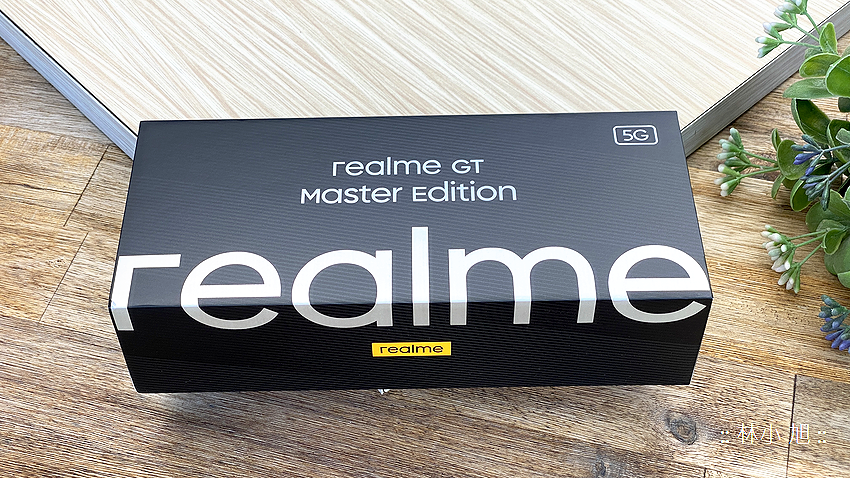 5G
realme GT
Master Edition
realme
realme
:: 林小旭 ::